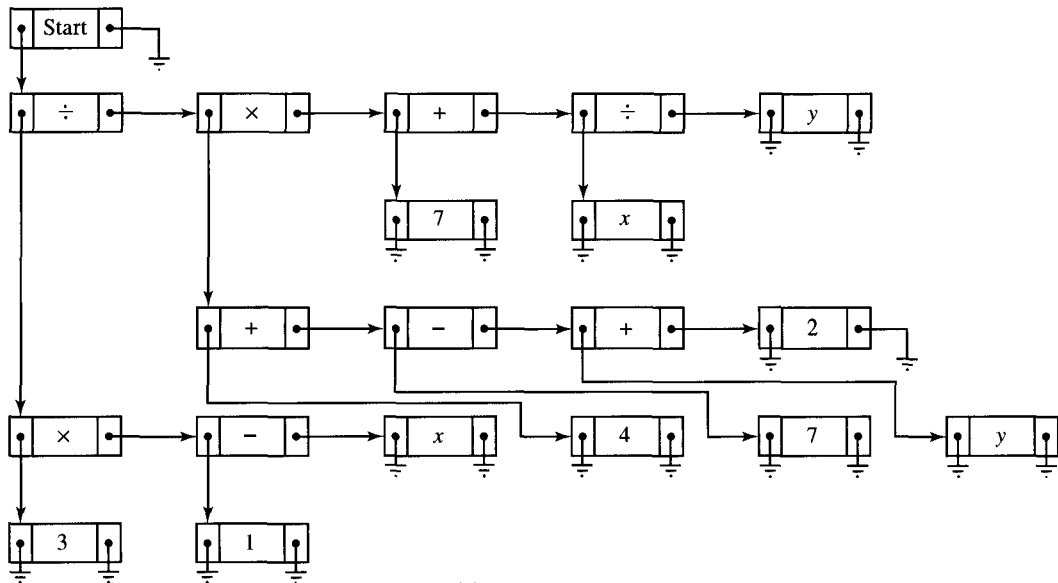 Start
÷ × + ÷ y
7 x
+ − + 2
× − x 4 7 y
3 1